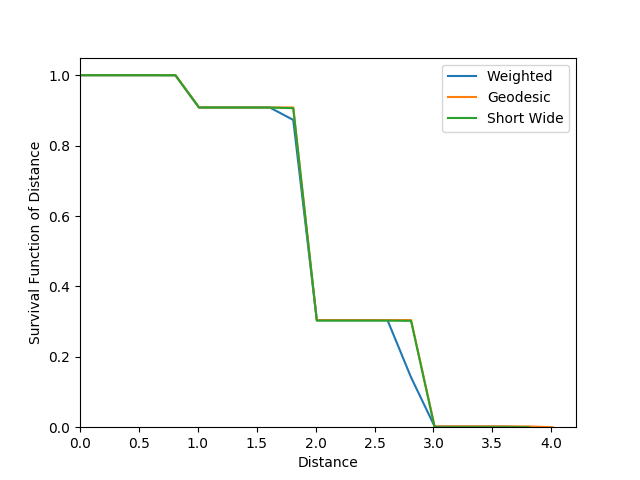 Weighted
Geodesic
Short Wide
1.0
0.8
0.6
0.4
0.2
0.0
Survival Function of Distance
0.0 0.5 1.0 1.5 2.0 2.5 3.0 3.5 4.0
Distance